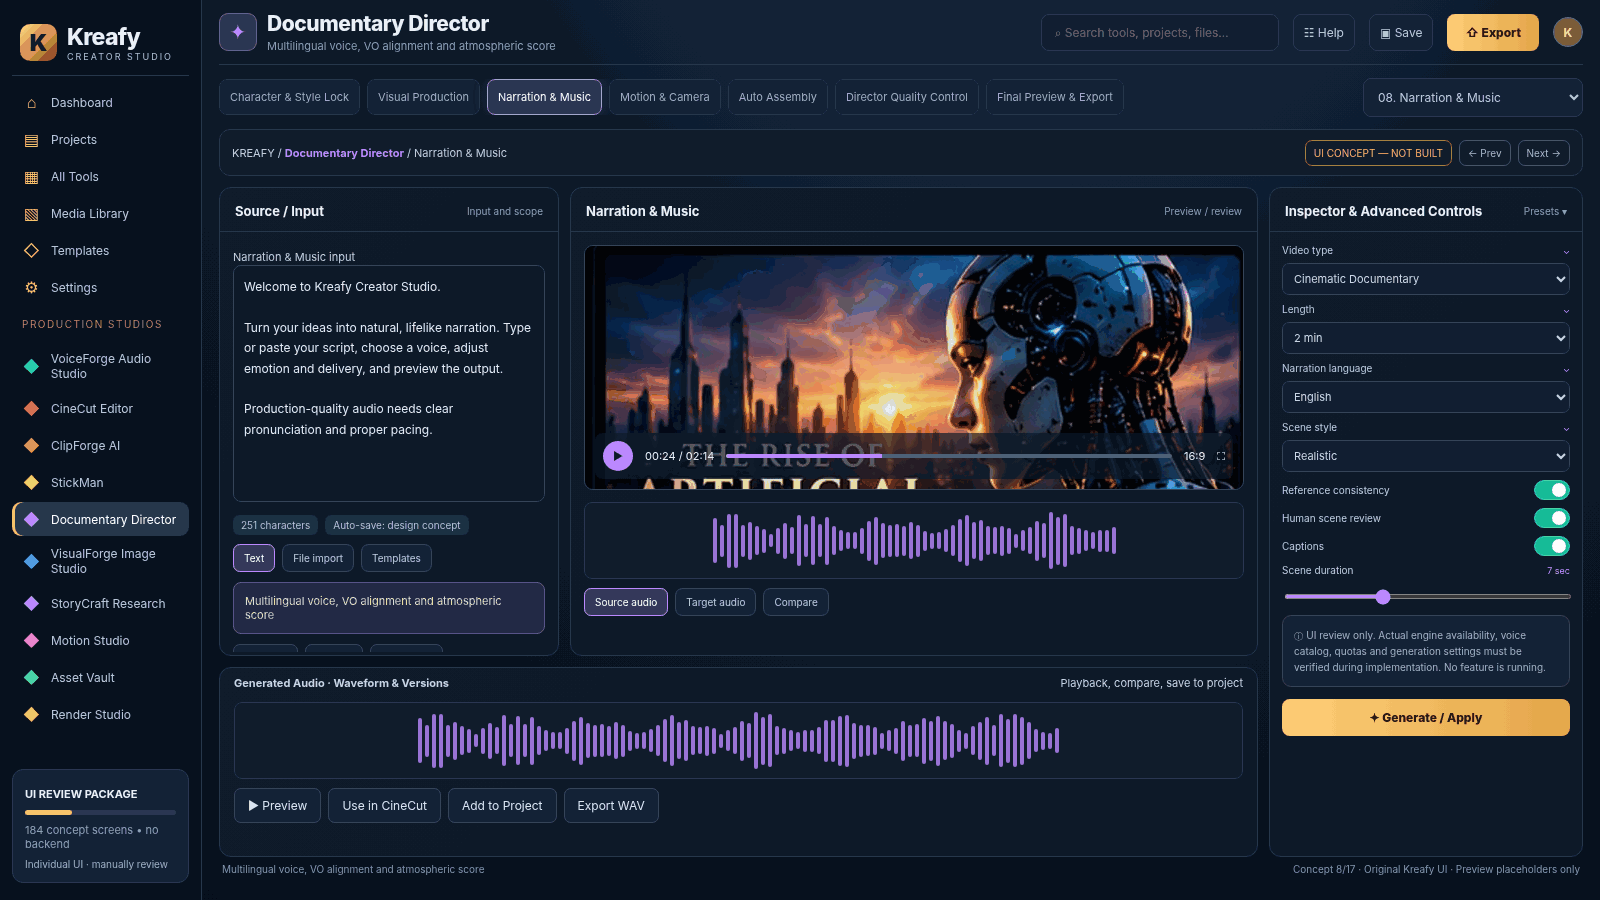 Kreafy
CREATOR STUDIO
Dashboard
Projects
All Tools
Media Library
Templates
Settings
PRODUCTION STUDIOS
VoiceForge Audio
Studio
CineCut Editor
ClipForge AI
StickMan
Documentary Director
VisualForge Image
Studio
StoryCraft Research
Motion Studio
Asset Vault
Render Studio
UI REVIEW PACKAGE
184 concept screens • no
backend
Individual UI · manually review
Documentary Director
Multilingual voice, VO alignment and atmospheric score
Search tools, projects, files...
Help
Save
Export
K
Character & Style Lock
Visual Production
Narration & Music
Motion & Camera
Auto Assembly
Director Quality Control
Final Preview & Export
08. Narration & Music
KREAFY / Documentary Director / Narration & Music
UI CONCEPT — NOT BUILT
← Prev
Next →
Source / Input
Input and scope
Narration & Music input
Welcome to Kreafy Creator Studio.
Turn your ideas into natural, lifelike narration. Type
or paste your script, choose a voice, adjust
emotion and delivery, and preview the output.
Production-quality audio needs clear
pronunciation and proper pacing.
251 characters
Auto-save: design concept
Text
File import
Templates
Multilingual voice, VO alignment and atmospheric
score
Narration & Music
Preview / review
THE RISE OF
ARTIFICIAL
00:24 / 02:14
16:9
Source audio
Target audio
Compare
Generated Audio · Waveform & Versions
Playback, compare, save to project
▶ Preview
Use in CineCut
Add to Project
Export WAV
Inspector & Advanced Controls
Presets ▾
Video type
Cinematic Documentary
Length
2 min
Narration language
English
Scene style
Realistic
Reference consistency
Human scene review
Captions
Scene duration
7 sec
ⓘ UI review only. Actual engine availability, voice
catalog, quotas and generation settings must be
verified during implementation. No feature is running.
✦ Generate / Apply
Multilingual voice, VO alignment and atmospheric score
Concept 8/17 · Original Kreafy UI · Preview placeholders only